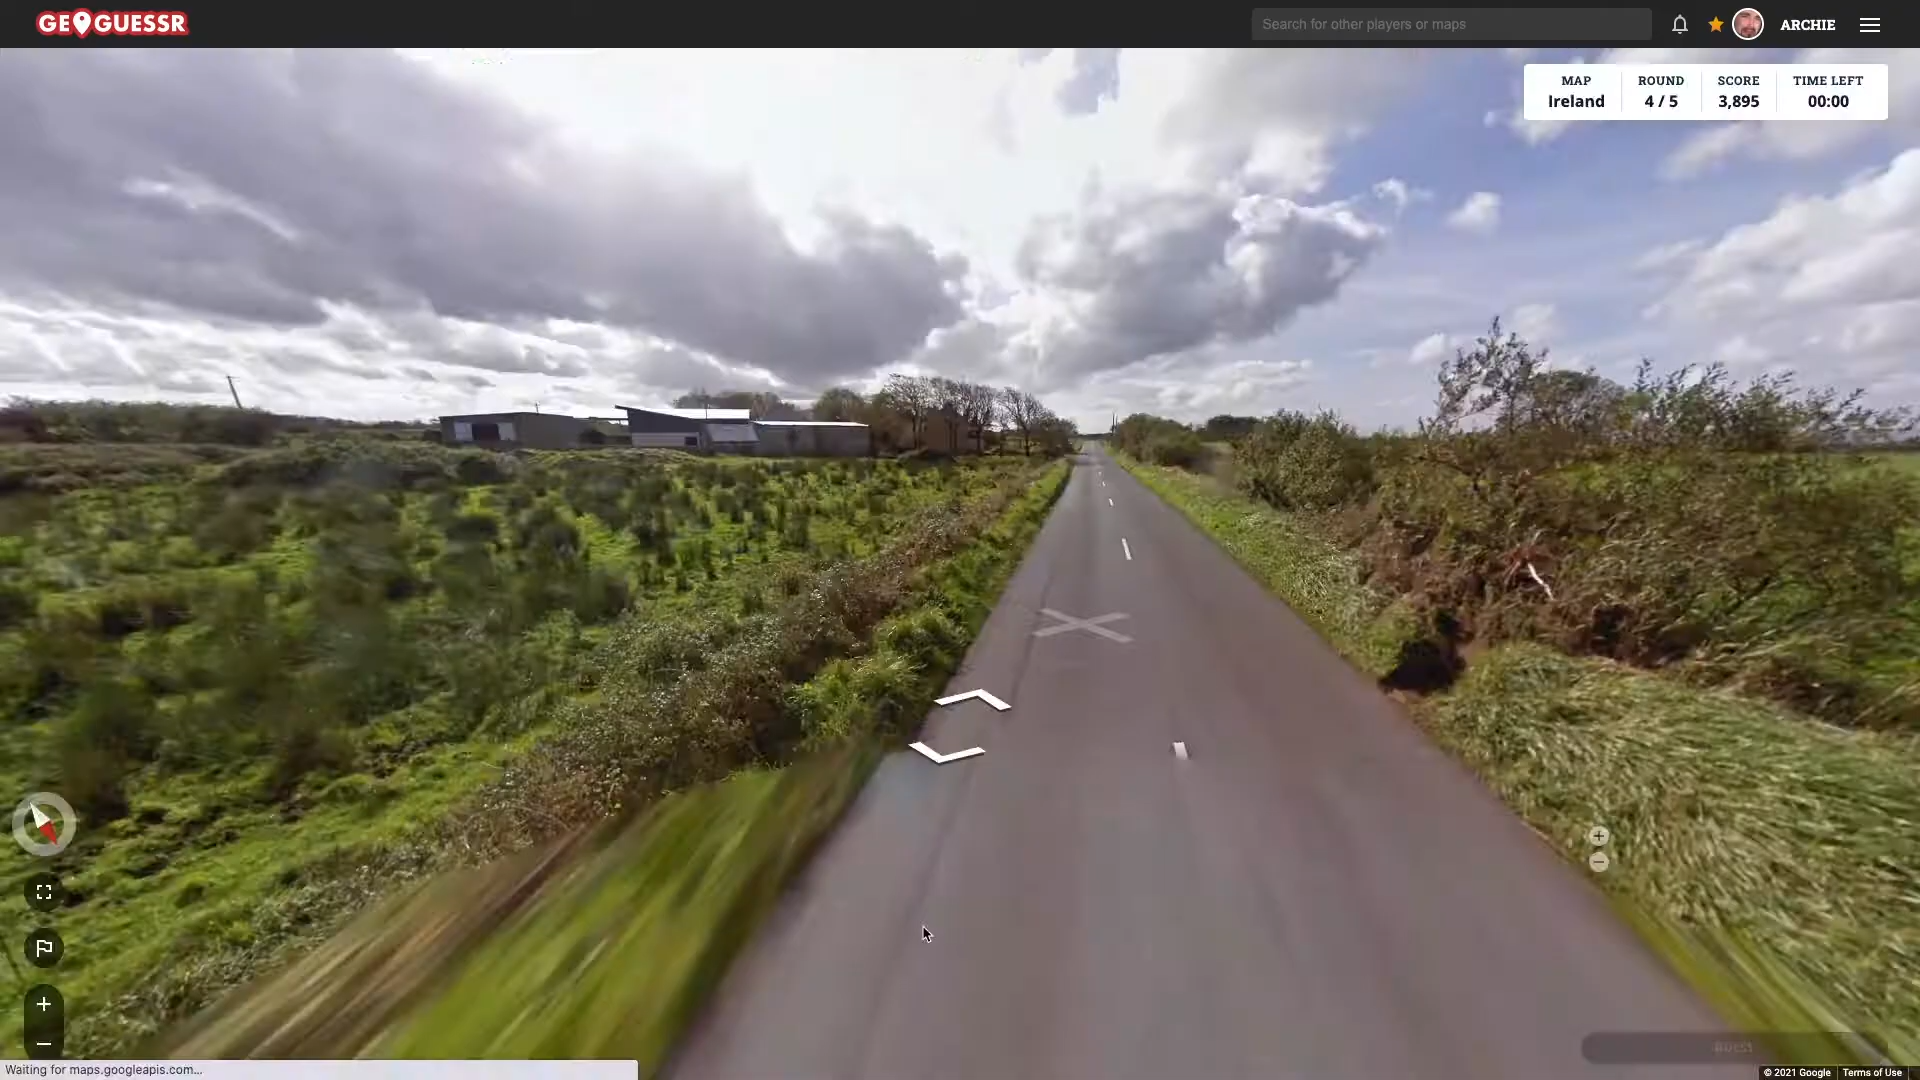 GEOGUESSR
Search for other players or maps
ARCHIE
MAP
Ireland
ROUND
4 / 5
SCORE
3,895
TIME LEFT
00:00
GUESS
Waiting for maps.googleapis.com...
© 2021 Google
Terms of Use